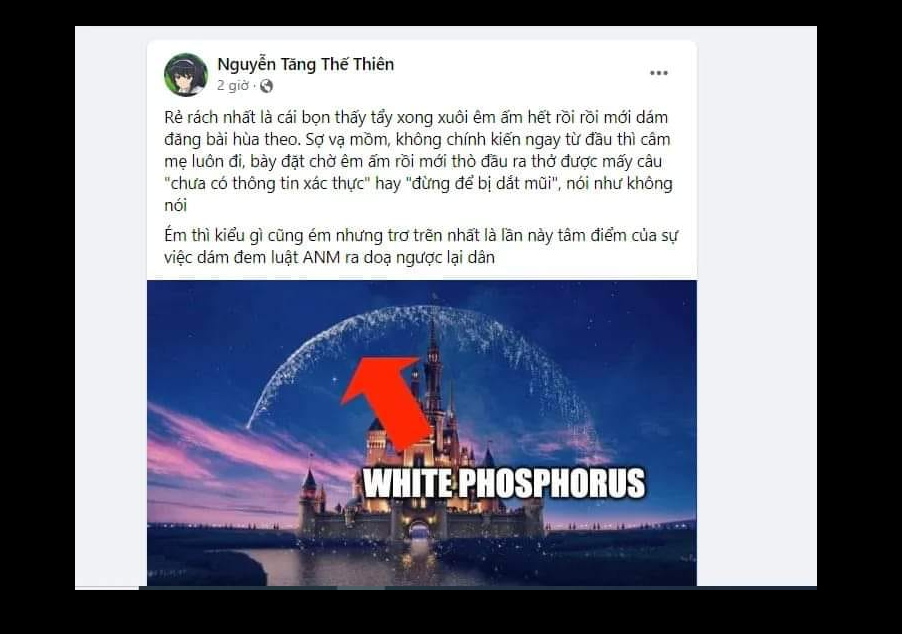 Nguyễn Tăng Thế Thiên
2 giờ ·
Rẻ rách nhất là cái bọn thấy tẩy xong xuôi êm ấm hết rồi rồi mới dám
đăng bài hùa theo. Sợ vạ mồm, không chính kiến ngay từ đầu thì câm
mẹ luôn đi, bày đặt chờ êm ấm rồi mới thò đầu ra thở được mấy câu
"chưa có thông tin xác thực" hay "đừng để bị dắt mũi", nói như không
nói
Ém thì kiểu gì cũng ém nhưng trơ trẽn nhất là lần này tâm điểm của sự
việc dám đem luật ANM ra doạ ngược lại dân
WHITE PHOSPHORUS